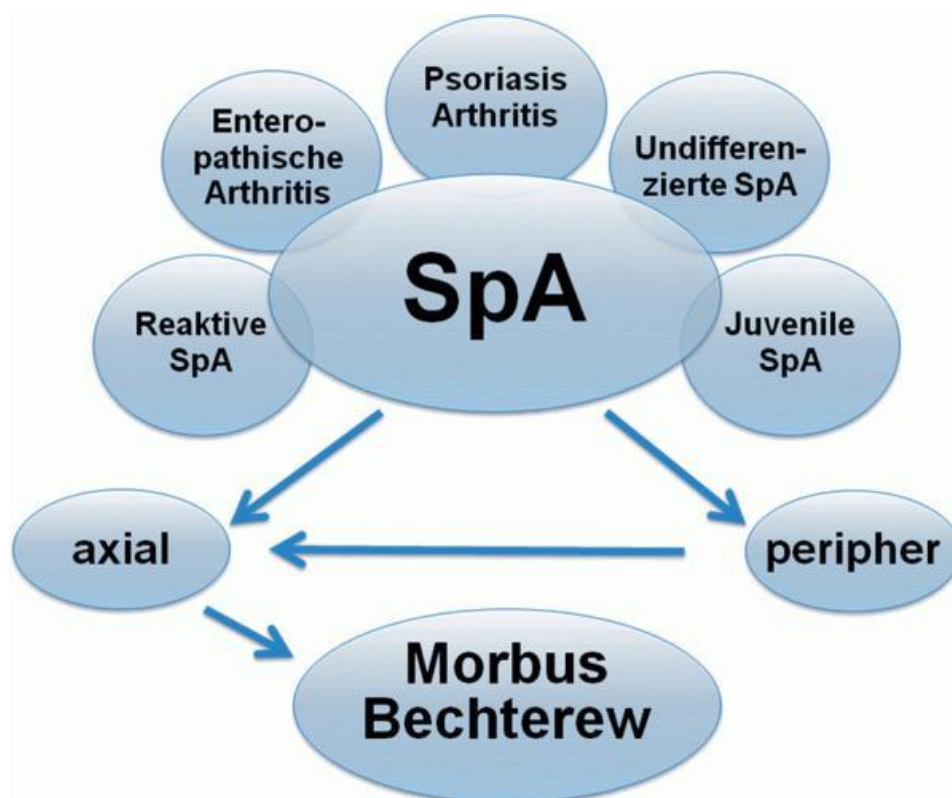 Psoriasis
Arthritis
Entero-
pathische
Arthritis
Undifferen-
zierte SpA
SpA
Reaktive
SpA
Juvenile
SpA
axial
peripher
Morbus
Bechterew